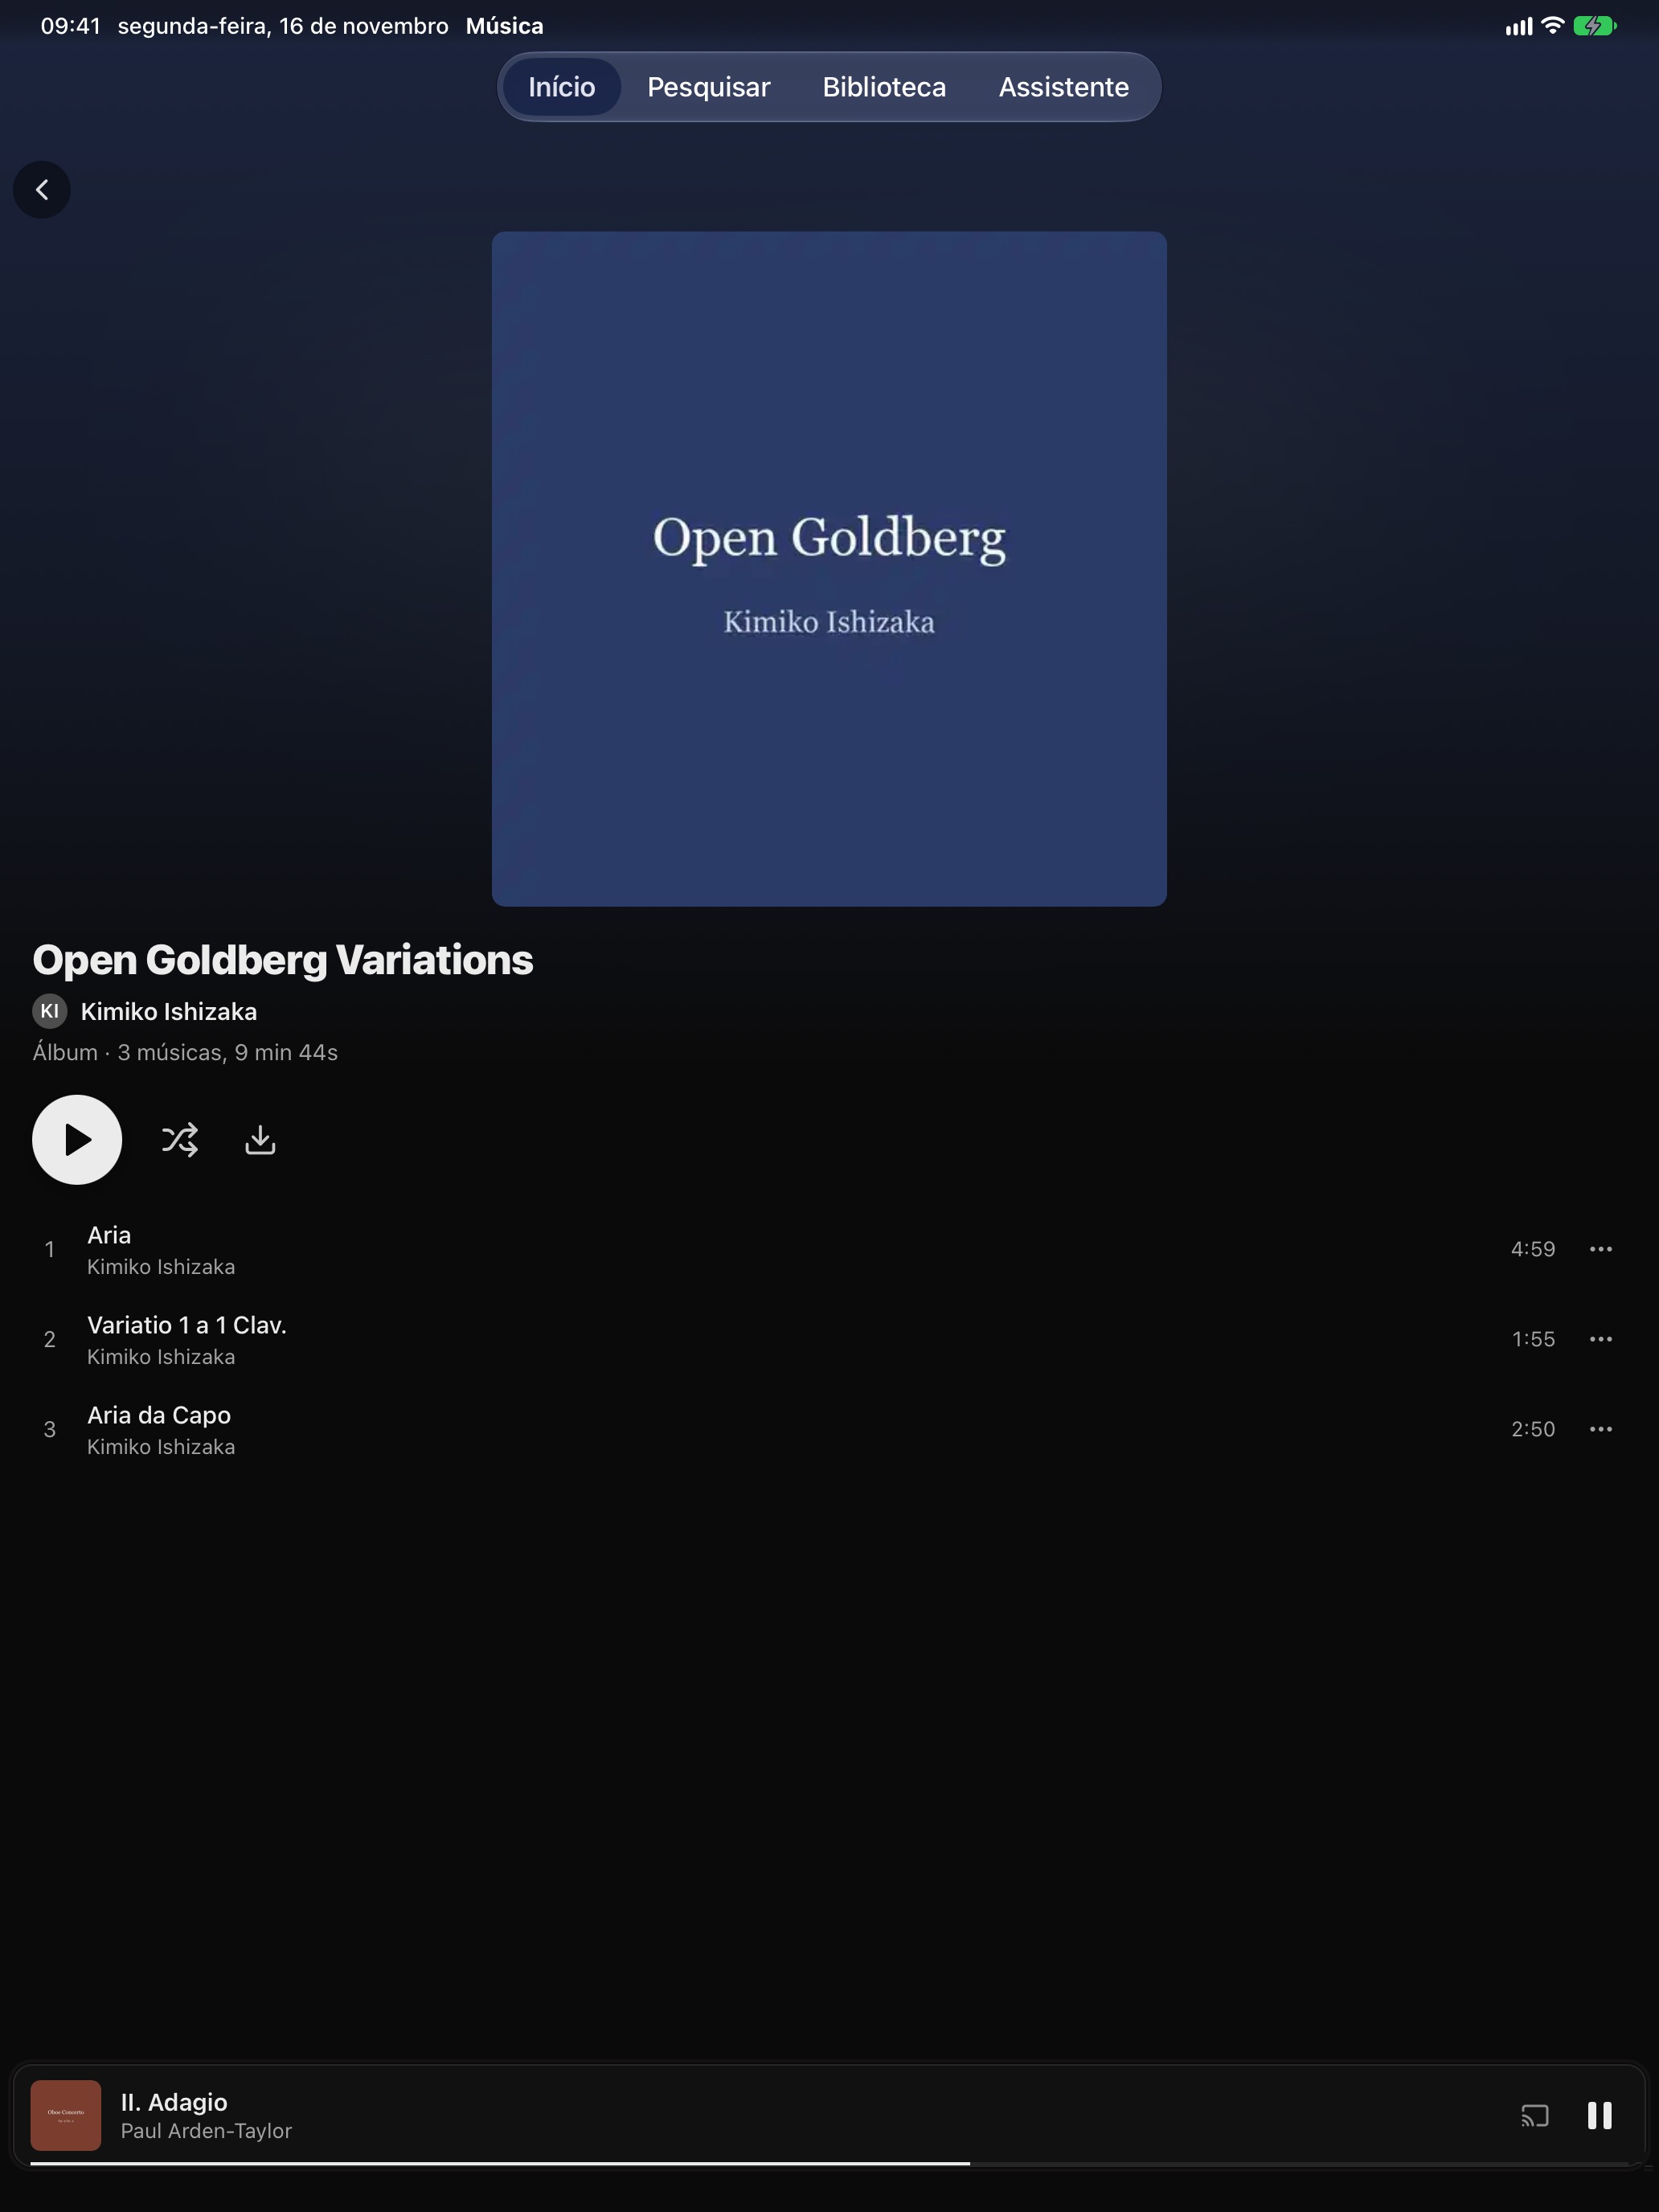 09:41 segunda-feira, 16 de novembro Música
Início Pesquisar Biblioteca Assistente
Open Goldberg
Kimiko Ishizaka
Open Goldberg Variations
KI Kimiko Ishizaka
Álbum · 3 músicas, 9 min 44s
1 Aria 4:59
Kimiko Ishizaka
2 Variatio 1 a 1 Clav. 1:55
Kimiko Ishizaka
3 Aria da Capo 2:50
Kimiko Ishizaka
Oboe Concerto
II. Adagio
Paul Arden-Taylor